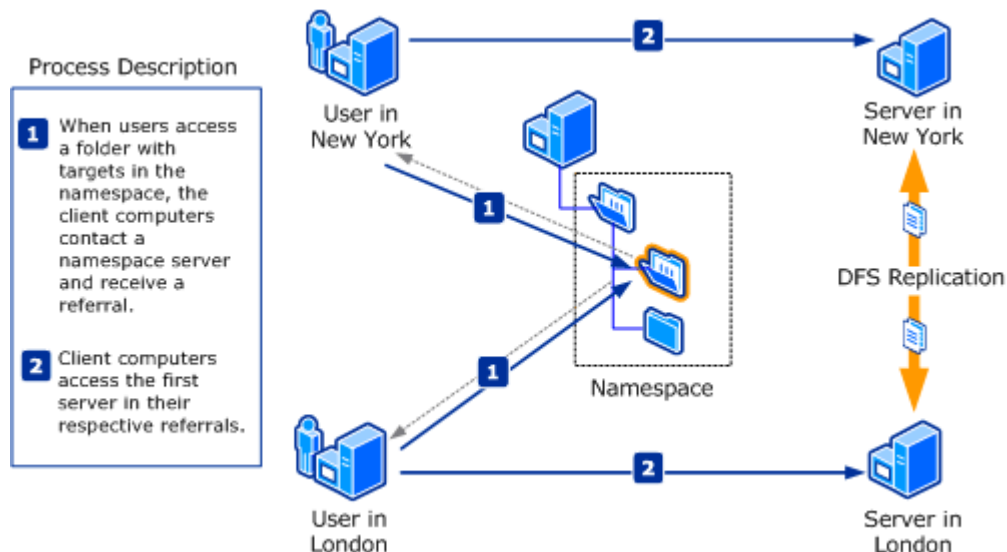 Process Description
1 When users access
a folder with
targets in the
namespace, the
client computers
contact a
namespace server
and receive a
referral.
2 Client computers
access the first
server in their
respective referrals.
User in
New York
2
Server in
New York
1
DFS Replication
Namespace
1
User in
London
2
Server in
London